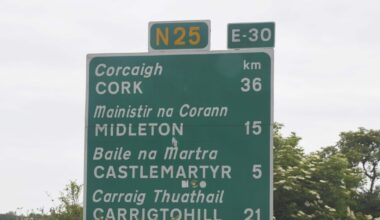 N25 E-30
Corcaigh km
CORK 36
Mainistir na Corann
MIDLETON 15
Baile na Martra
CASTLEMARTYR 5
Carraig Thuathail
CARRIGTOHILL 21